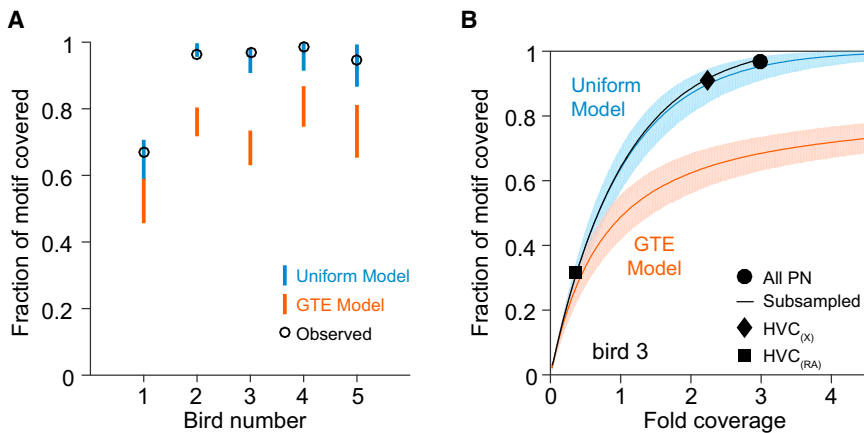 A
Fraction of motif covered
1
0.8
0.6
0.4
0.2
0
Uniform Model
GTE Model
Observed
1 2 3 4 5
Bird number
B
Fraction of motif covered
1
0.8
0.6
0.4
0.2
0
Uniform
Model
GTE
Model
All PN
Subsampled
HVC(X)
HVC(RA)
bird 3
0 1 2 3 4
Fold coverage